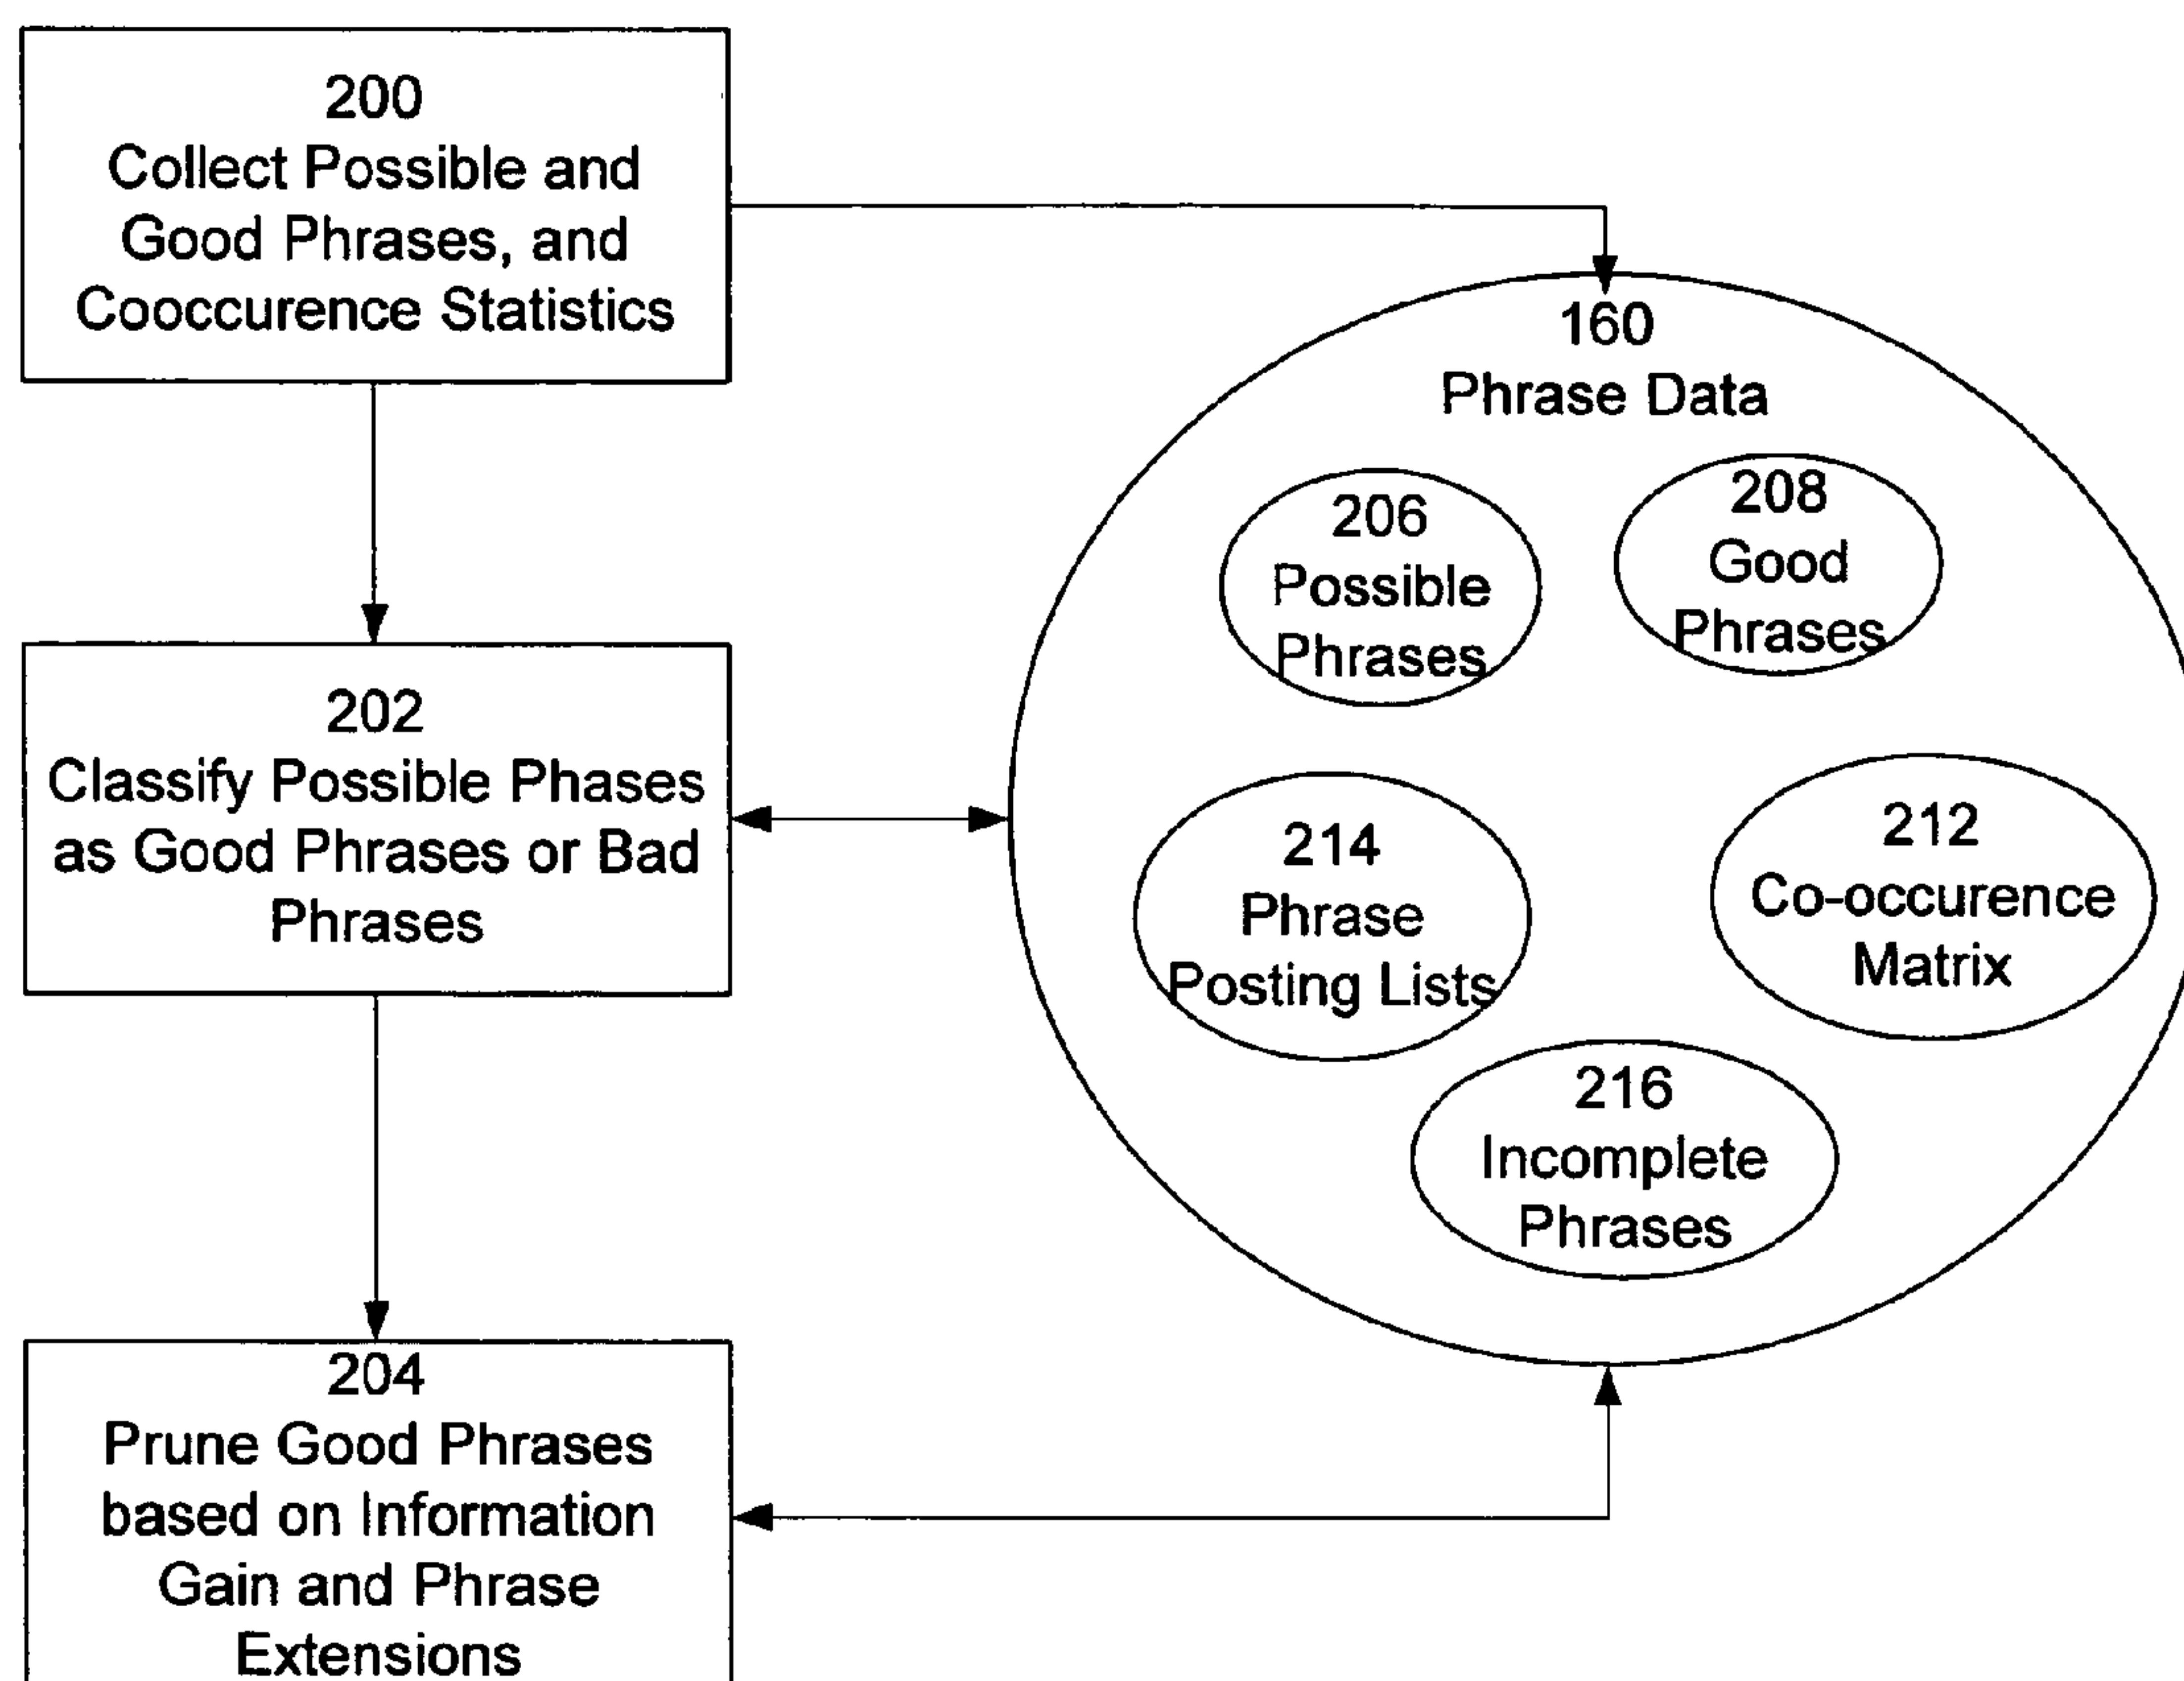 200
Collect Possible and
Good Phrases, and
Cooccurence Statistics
160
Phrase Data
206
Possible
Phrases
208
Good
Phrases
202
Classify Possible Phases
as Good Phrases or Bad
Phrases
214
Phrase
Posting Lists
212
Co-occurence
Matrix
216
Incomplete
Phrases
204
Prune Good Phrases
based on Information
Gain and Phrase
Extensions